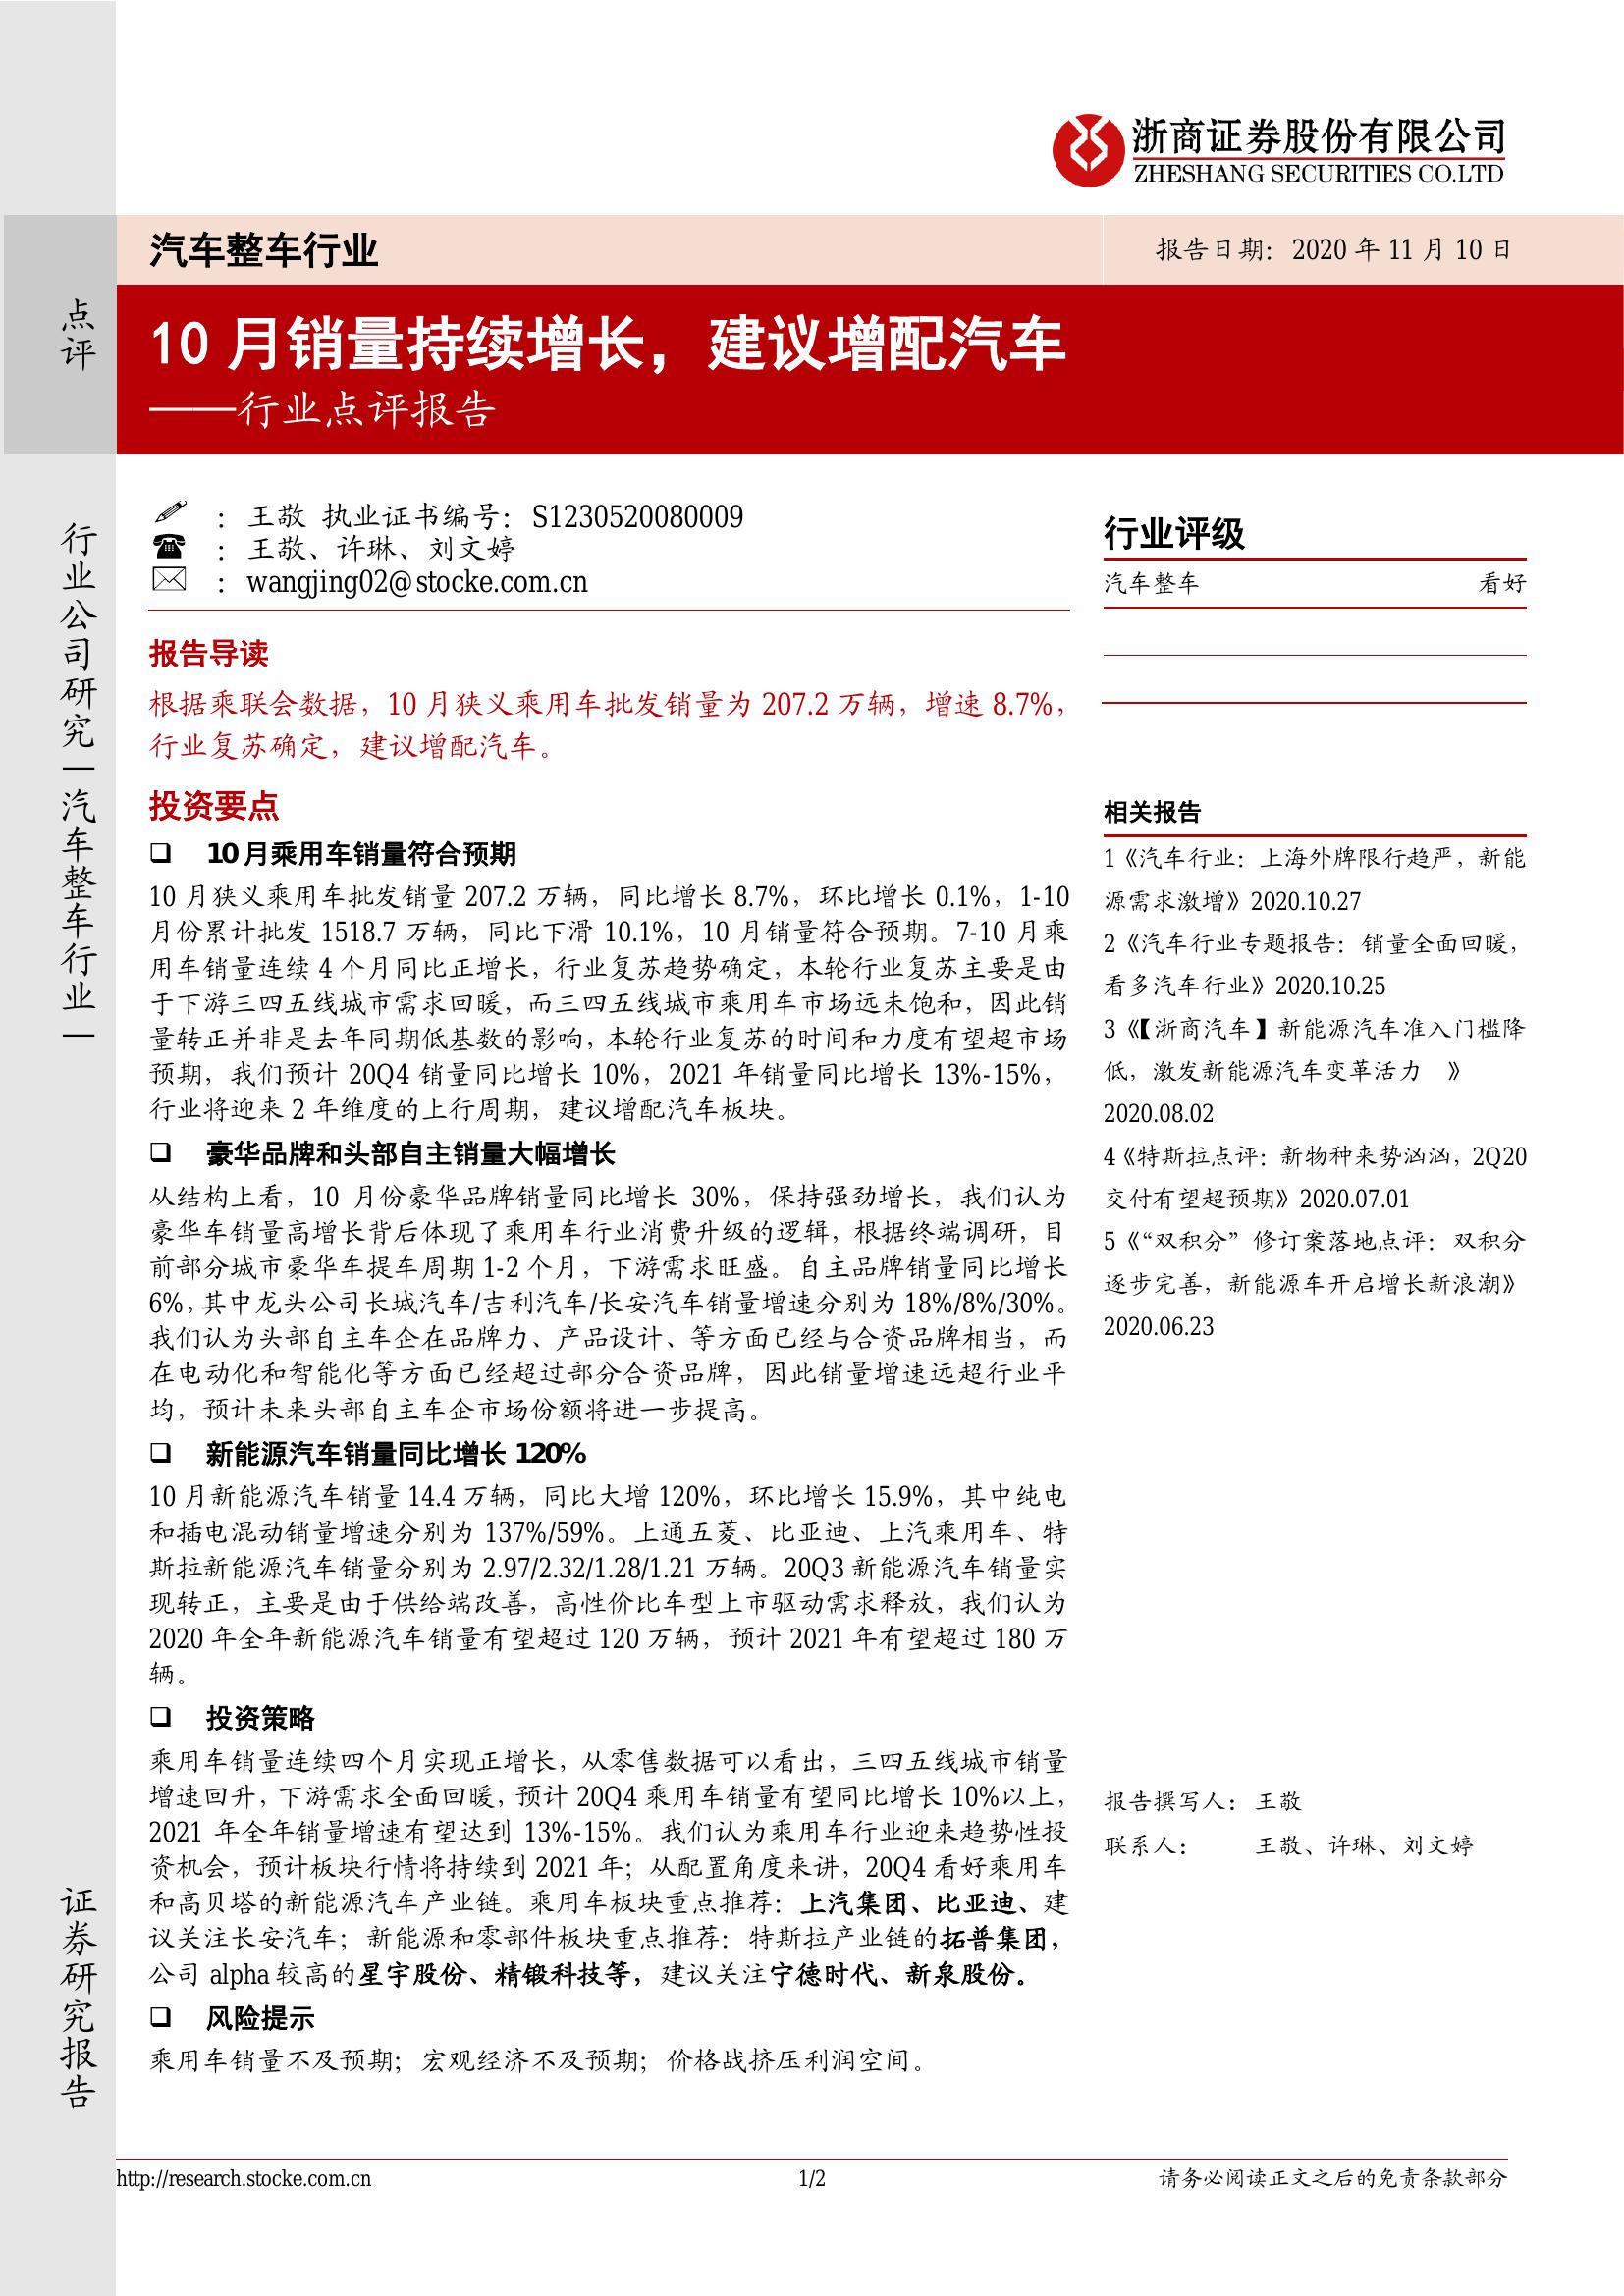 浙商证券股份有限公司
ZHESHANG SECURITIES CO.LTD
汽车整车行业
报告日期：2020 年 11 月 10 日
点评
10 月销量持续增长，建议增配汽车
——行业点评报告
行业公司研究｜汽车整车行业｜
证券研究报告
：王敬 执业证书编号：S1230520080009
：王敬、许琳、刘文婷
：wangjing02@stocke.com.cn
报告导读
根据乘联会数据，10 月狭义乘用车批发销量为 207.2 万辆，增速 8.7%，
行业复苏确定，建议增配汽车。
投资要点
❑ 10 月乘用车销量符合预期
10 月狭义乘用车批发销量 207.2 万辆，同比增长 8.7%，环比增长 0.1%，1-10
月份累计批发 1518.7 万辆，同比下滑 10.1%，10 月销量符合预期。7-10 月乘
用车销量连续 4 个月同比正增长，行业复苏趋势确定，本轮行业复苏主要是由
于下游三四五线城市需求回暖，而三四五线城市乘用车市场远未饱和，因此销
量转正并非是去年同期低基数的影响，本轮行业复苏的时间和力度有望超市场
预期，我们预计 20Q4 销量同比增长 10%，2021 年销量同比增长 13%-15%，
行业将迎来 2 年维度的上行周期，建议增配汽车板块。
❑ 豪华品牌和头部自主销量大幅增长
从结构上看，10 月份豪华品牌销量同比增长 30%，保持强劲增长，我们认为
豪华车销量高增长背后体现了乘用车行业消费升级的逻辑，根据终端调研，目
前部分城市豪华车提车周期 1-2 个月，下游需求旺盛。自主品牌销量同比增长
6%，其中龙头公司长城汽车/吉利汽车/长安汽车销量增速分别为 18%/8%/30%。
我们认为头部自主车企在品牌力、产品设计、等方面已经与合资品牌相当，而
在电动化和智能化等方面已经超过部分合资品牌，因此销量增速远超行业平
均，预计未来头部自主车企市场份额将进一步提高。
❑ 新能源汽车销量同比增长 120%
10 月新能源汽车销量 14.4 万辆，同比大增 120%，环比增长 15.9%，其中纯电
和插电混动销量增速分别为 137%/59%。上通五菱、比亚迪、上汽乘用车、特
斯拉新能源汽车销量分别为 2.97/2.32/1.28/1.21 万辆。20Q3 新能源汽车销量实
现转正，主要是由于供给端改善，高性价比车型上市驱动需求释放，我们认为
2020 年全年新能源汽车销量有望超过 120 万辆，预计 2021 年有望超过 180 万
辆。
❑ 投资策略
乘用车销量连续四个月实现正增长，从零售数据可以看出，三四五线城市销量
增速回升，下游需求全面回暖，预计 20Q4 乘用车销量有望同比增长 10%以上，
2021 年全年销量增速有望达到 13%-15%。我们认为乘用车行业迎来趋势性投
资机会，预计板块行情将持续到 2021 年；从配置角度来讲，20Q4 看好乘用车
和高贝塔的新能源汽车产业链。乘用车板块重点推荐：上汽集团、比亚迪、建
议关注长安汽车；新能源和零部件板块重点推荐：特斯拉产业链的拓普集团，
公司 alpha 较高的星宇股份、精锻科技等，建议关注宁德时代、新泉股份。
❑ 风险提示
乘用车销量不及预期；宏观经济不及预期；价格战挤压利润空间。
行业评级
汽车整车 看好
相关报告
1《汽车行业：上海外牌限行趋严，新能
源需求激增》2020.10.27
2《汽车行业专题报告：销量全面回暖，
看多汽车行业》2020.10.25
3《【浙商汽车】新能源汽车准入门槛降
低，激发新能源汽车变革活力 》
2020.08.02
4《特斯拉点评：新物种来势汹汹，2Q20
交付有望超预期》2020.07.01
5《“双积分”修订案落地点评：双积分
逐步完善，新能源车开启增长新浪潮》
2020.06.23
报告撰写人：王敬
联系人： 王敬、许琳、刘文婷
http://research.stocke.com.cn
1/2
请务必阅读正文之后的免责条款部分